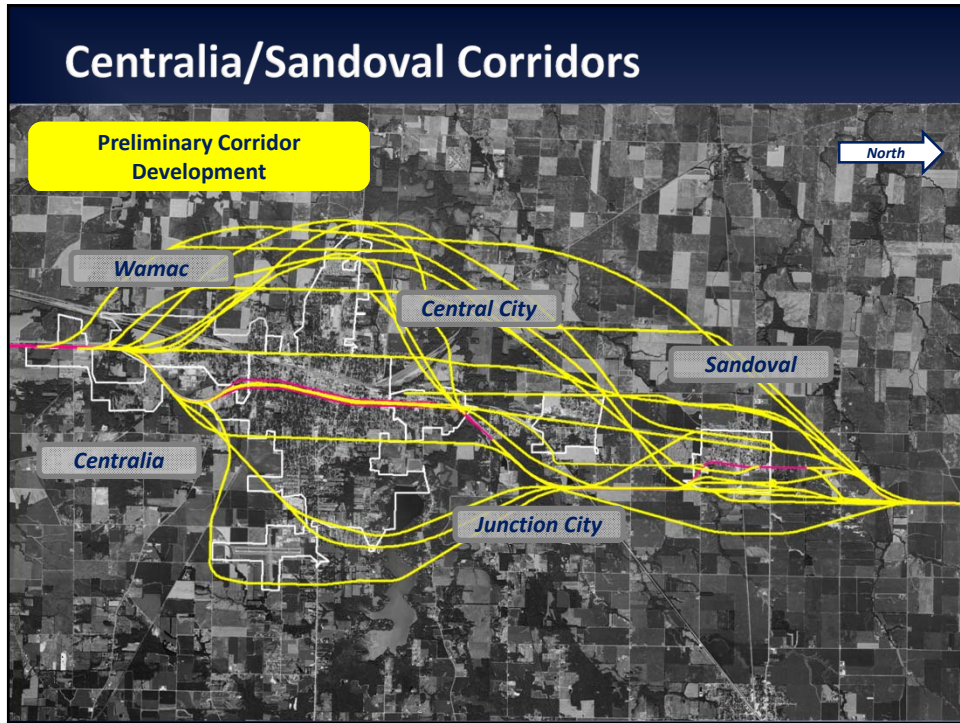 Centralia/Sandoval Corridors
Preliminary Corridor
Development
North
Wamac
Central City
Sandoval
Centralia
Junction City